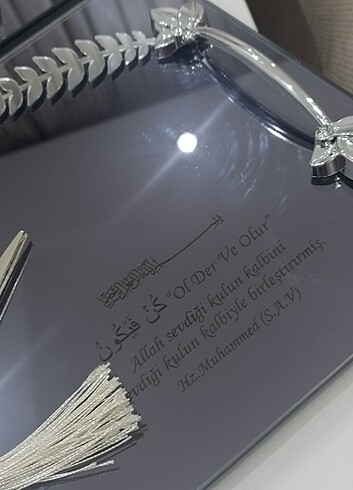 كُنْ فَيَكُونُ "Ol Der Ve Olur"
Allah sevdiği kulun kalbini
sevdiği kulun kalbiyle birleştirirmiş.
Hz.Muhammed (S.A.V)